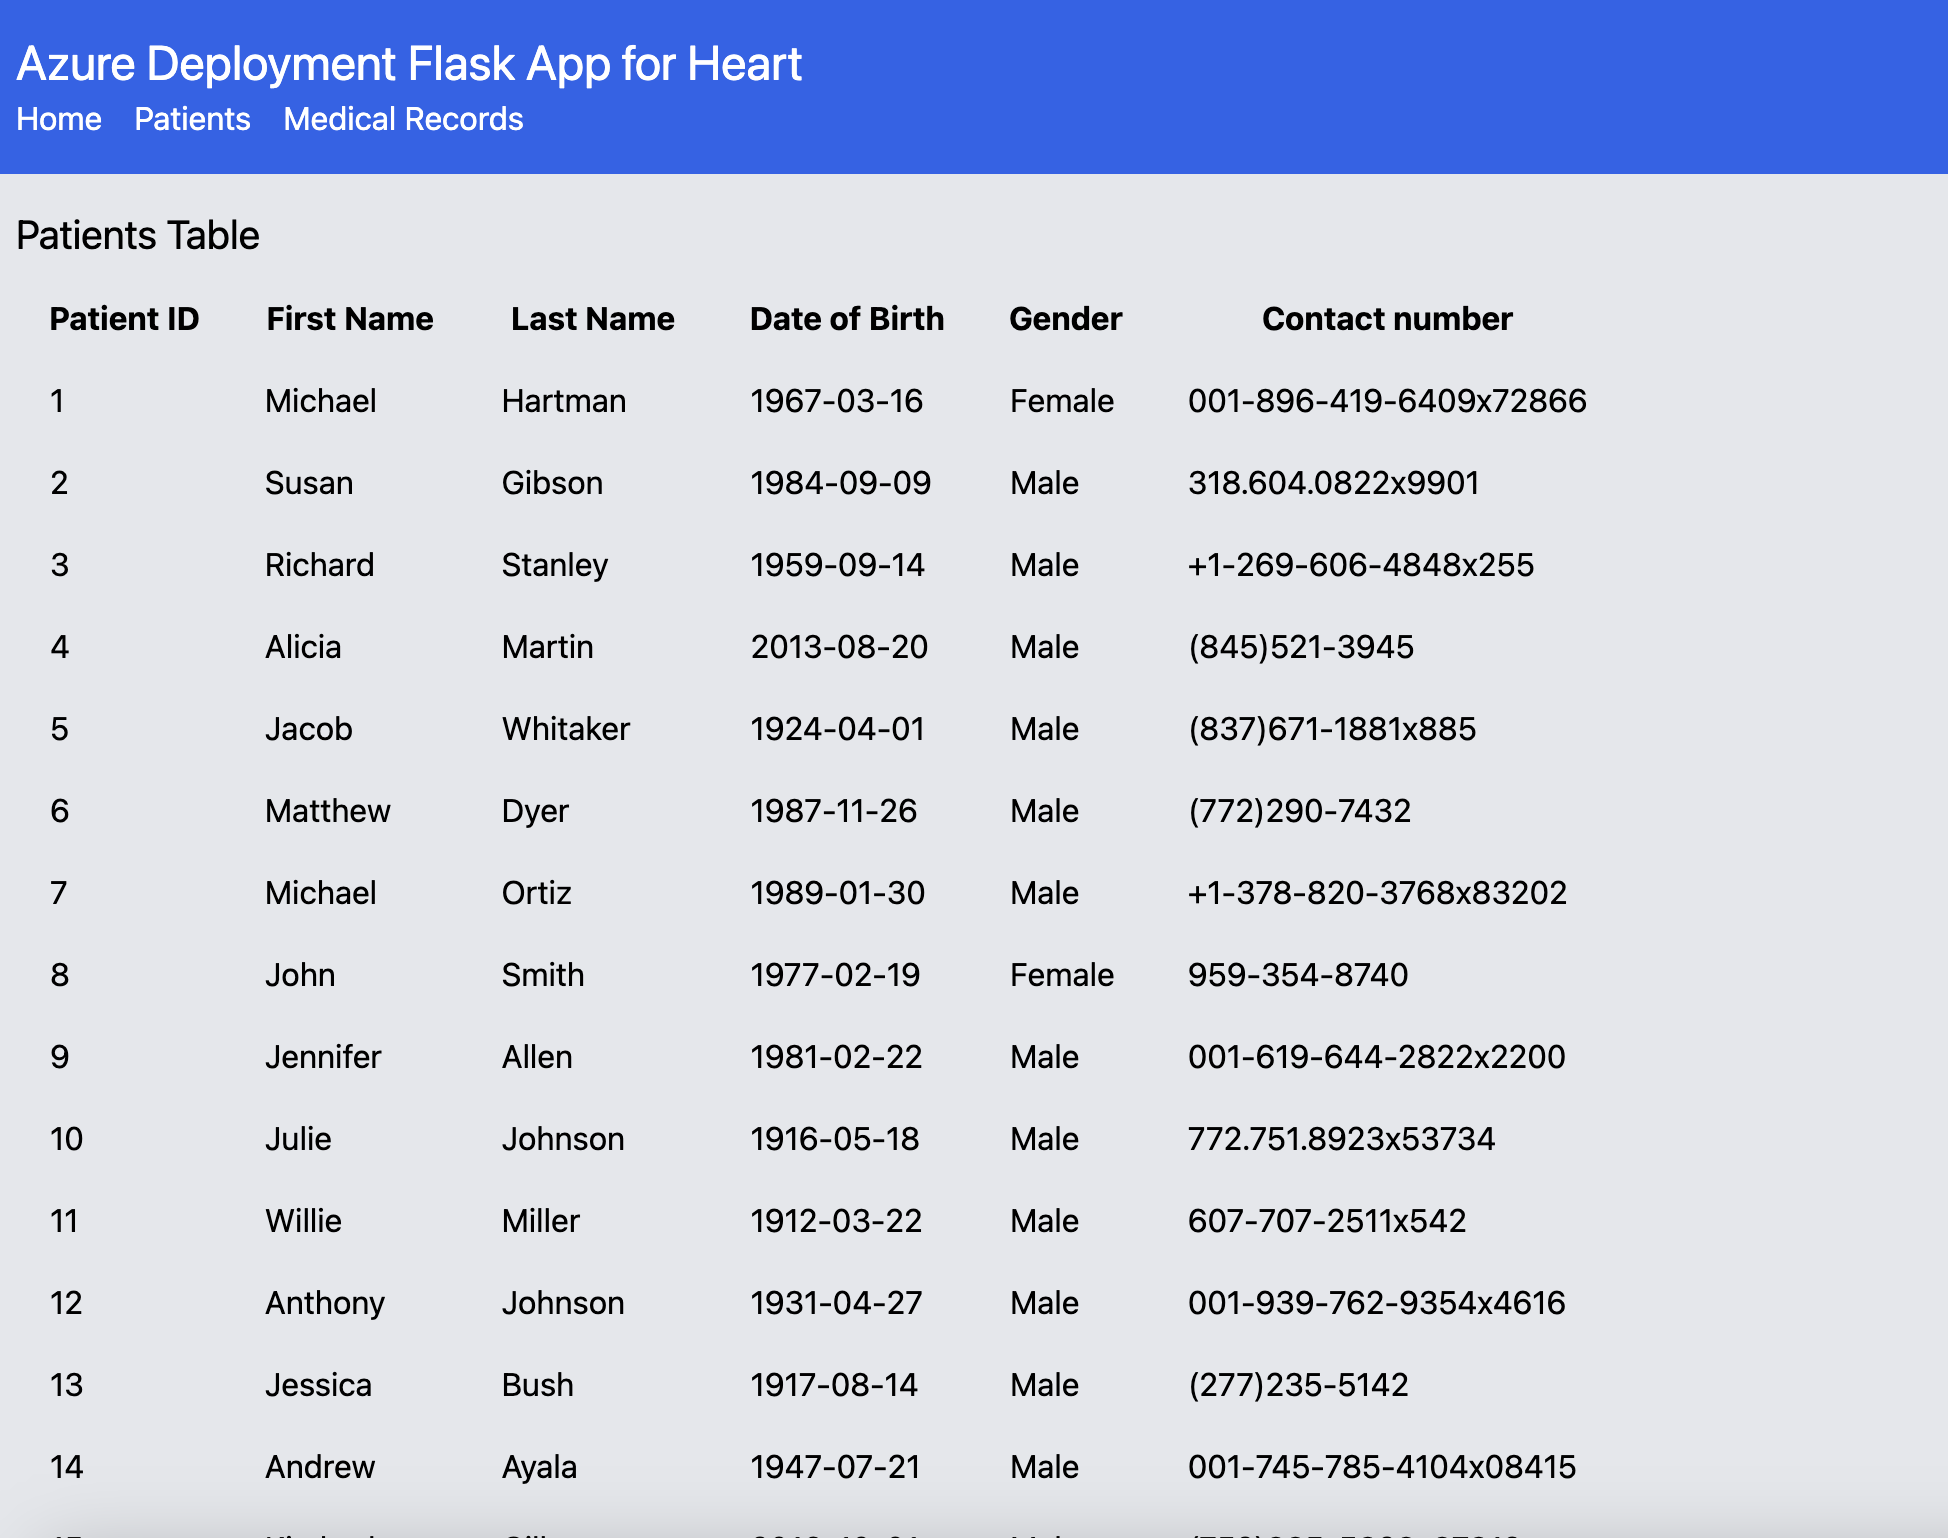 Azure Deployment Flask App for Heart
Home Patients Medical Records
Patients Table
Patient ID First Name Last Name Date of Birth Gender Contact number
1 Michael Hartman 1967-03-16 Female 001-896-419-6409x72866
2 Susan Gibson 1984-09-09 Male 318.604.0822x9901
3 Richard Stanley 1959-09-14 Male +1-269-606-4848x255
4 Alicia Martin 2013-08-20 Male (845)521-3945
5 Jacob Whitaker 1924-04-01 Male (837)671-1881x885
6 Matthew Dyer 1987-11-26 Male (772)290-7432
7 Michael Ortiz 1989-01-30 Male +1-378-820-3768x83202
8 John Smith 1977-02-19 Female 959-354-8740
9 Jennifer Allen 1981-02-22 Male 001-619-644-2822x2200
10 Julie Johnson 1916-05-18 Male 772.751.8923x53734
11 Willie Miller 1912-03-22 Male 607-707-2511x542
12 Anthony Johnson 1931-04-27 Male 001-939-762-9354x4616
13 Jessica Bush 1917-08-14 Male (277)235-5142
14 Andrew Ayala 1947-07-21 Male 001-745-785-4104x08415